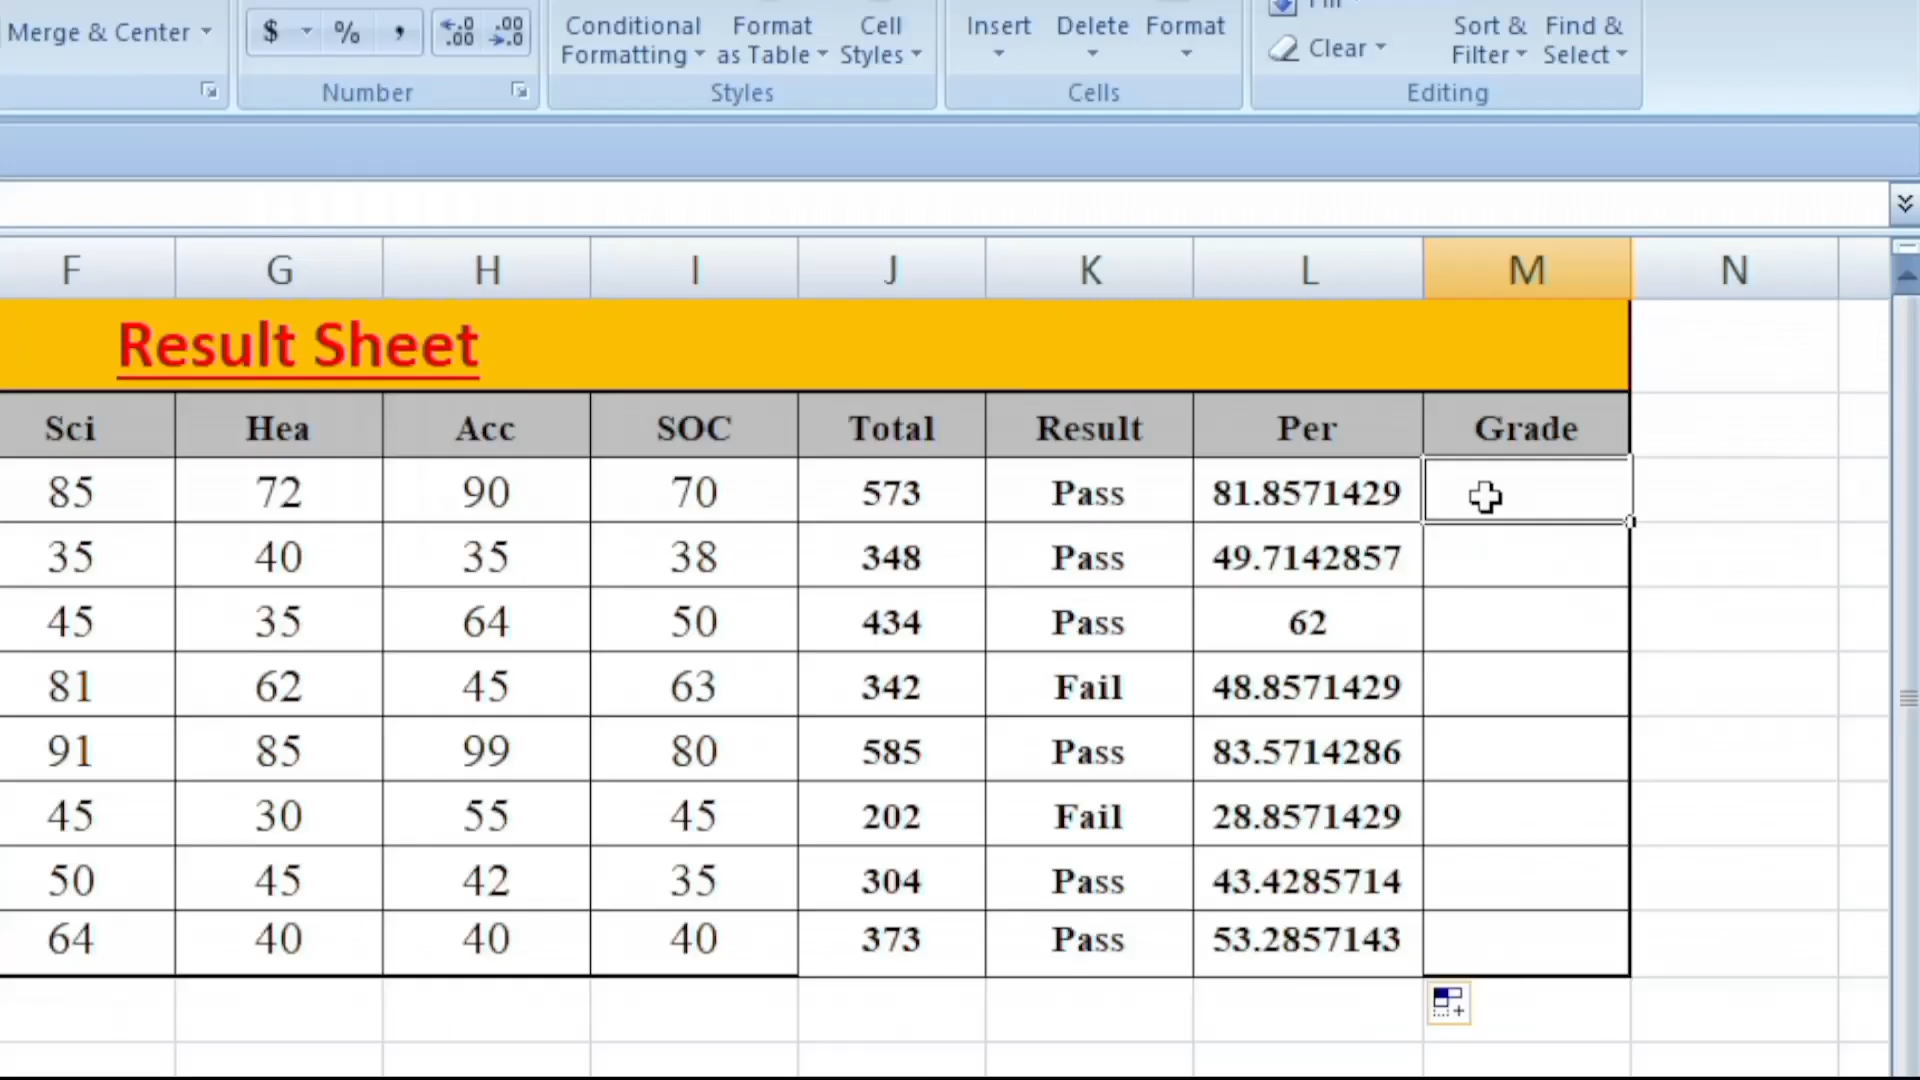 Merge & Center
$ % ,
←.0 .00
.00 →.0
Conditional Formatting
Format as Table
Cell Styles
Insert
Delete
Format
Clear
Sort & Filter
Find & Select
Number
Styles
Cells
Editing
F G H I J K L M N
Result Sheet
Sci Hea Acc SOC Total Result Per Grade
85 72 90 70 573 Pass 81.8571429
35 40 35 38 348 Pass 49.7142857
45 35 64 50 434 Pass 62
81 62 45 63 342 Fail 48.8571429
91 85 99 80 585 Pass 83.5714286
45 30 55 45 202 Fail 28.8571429
50 45 42 35 304 Pass 43.4285714
64 40 40 40 373 Pass 53.2857143